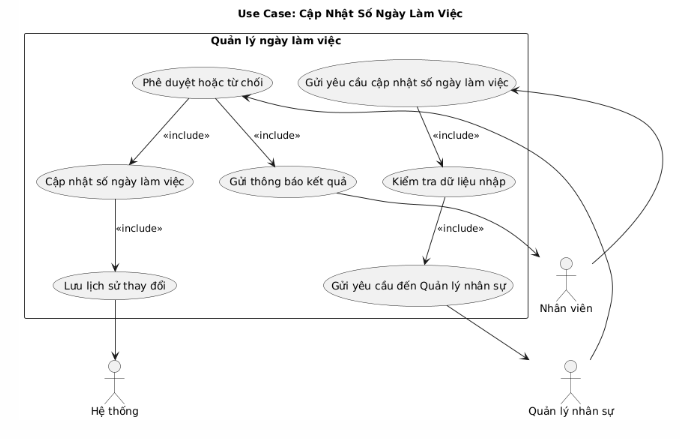 Use Case: Cập Nhật Số Ngày Làm Việc
Quản lý ngày làm việc
Phê duyệt hoặc từ chối
Gửi yêu cầu cập nhật số ngày làm việc
«include»
«include»
«include»
Cập nhật số ngày làm việc
Gửi thông báo kết quả
Kiểm tra dữ liệu nhập
«include»
«include»
Lưu lịch sử thay đổi
Gửi yêu cầu đến Quản lý nhân sự
Nhân viên
Hệ thống
Quản lý nhân sự